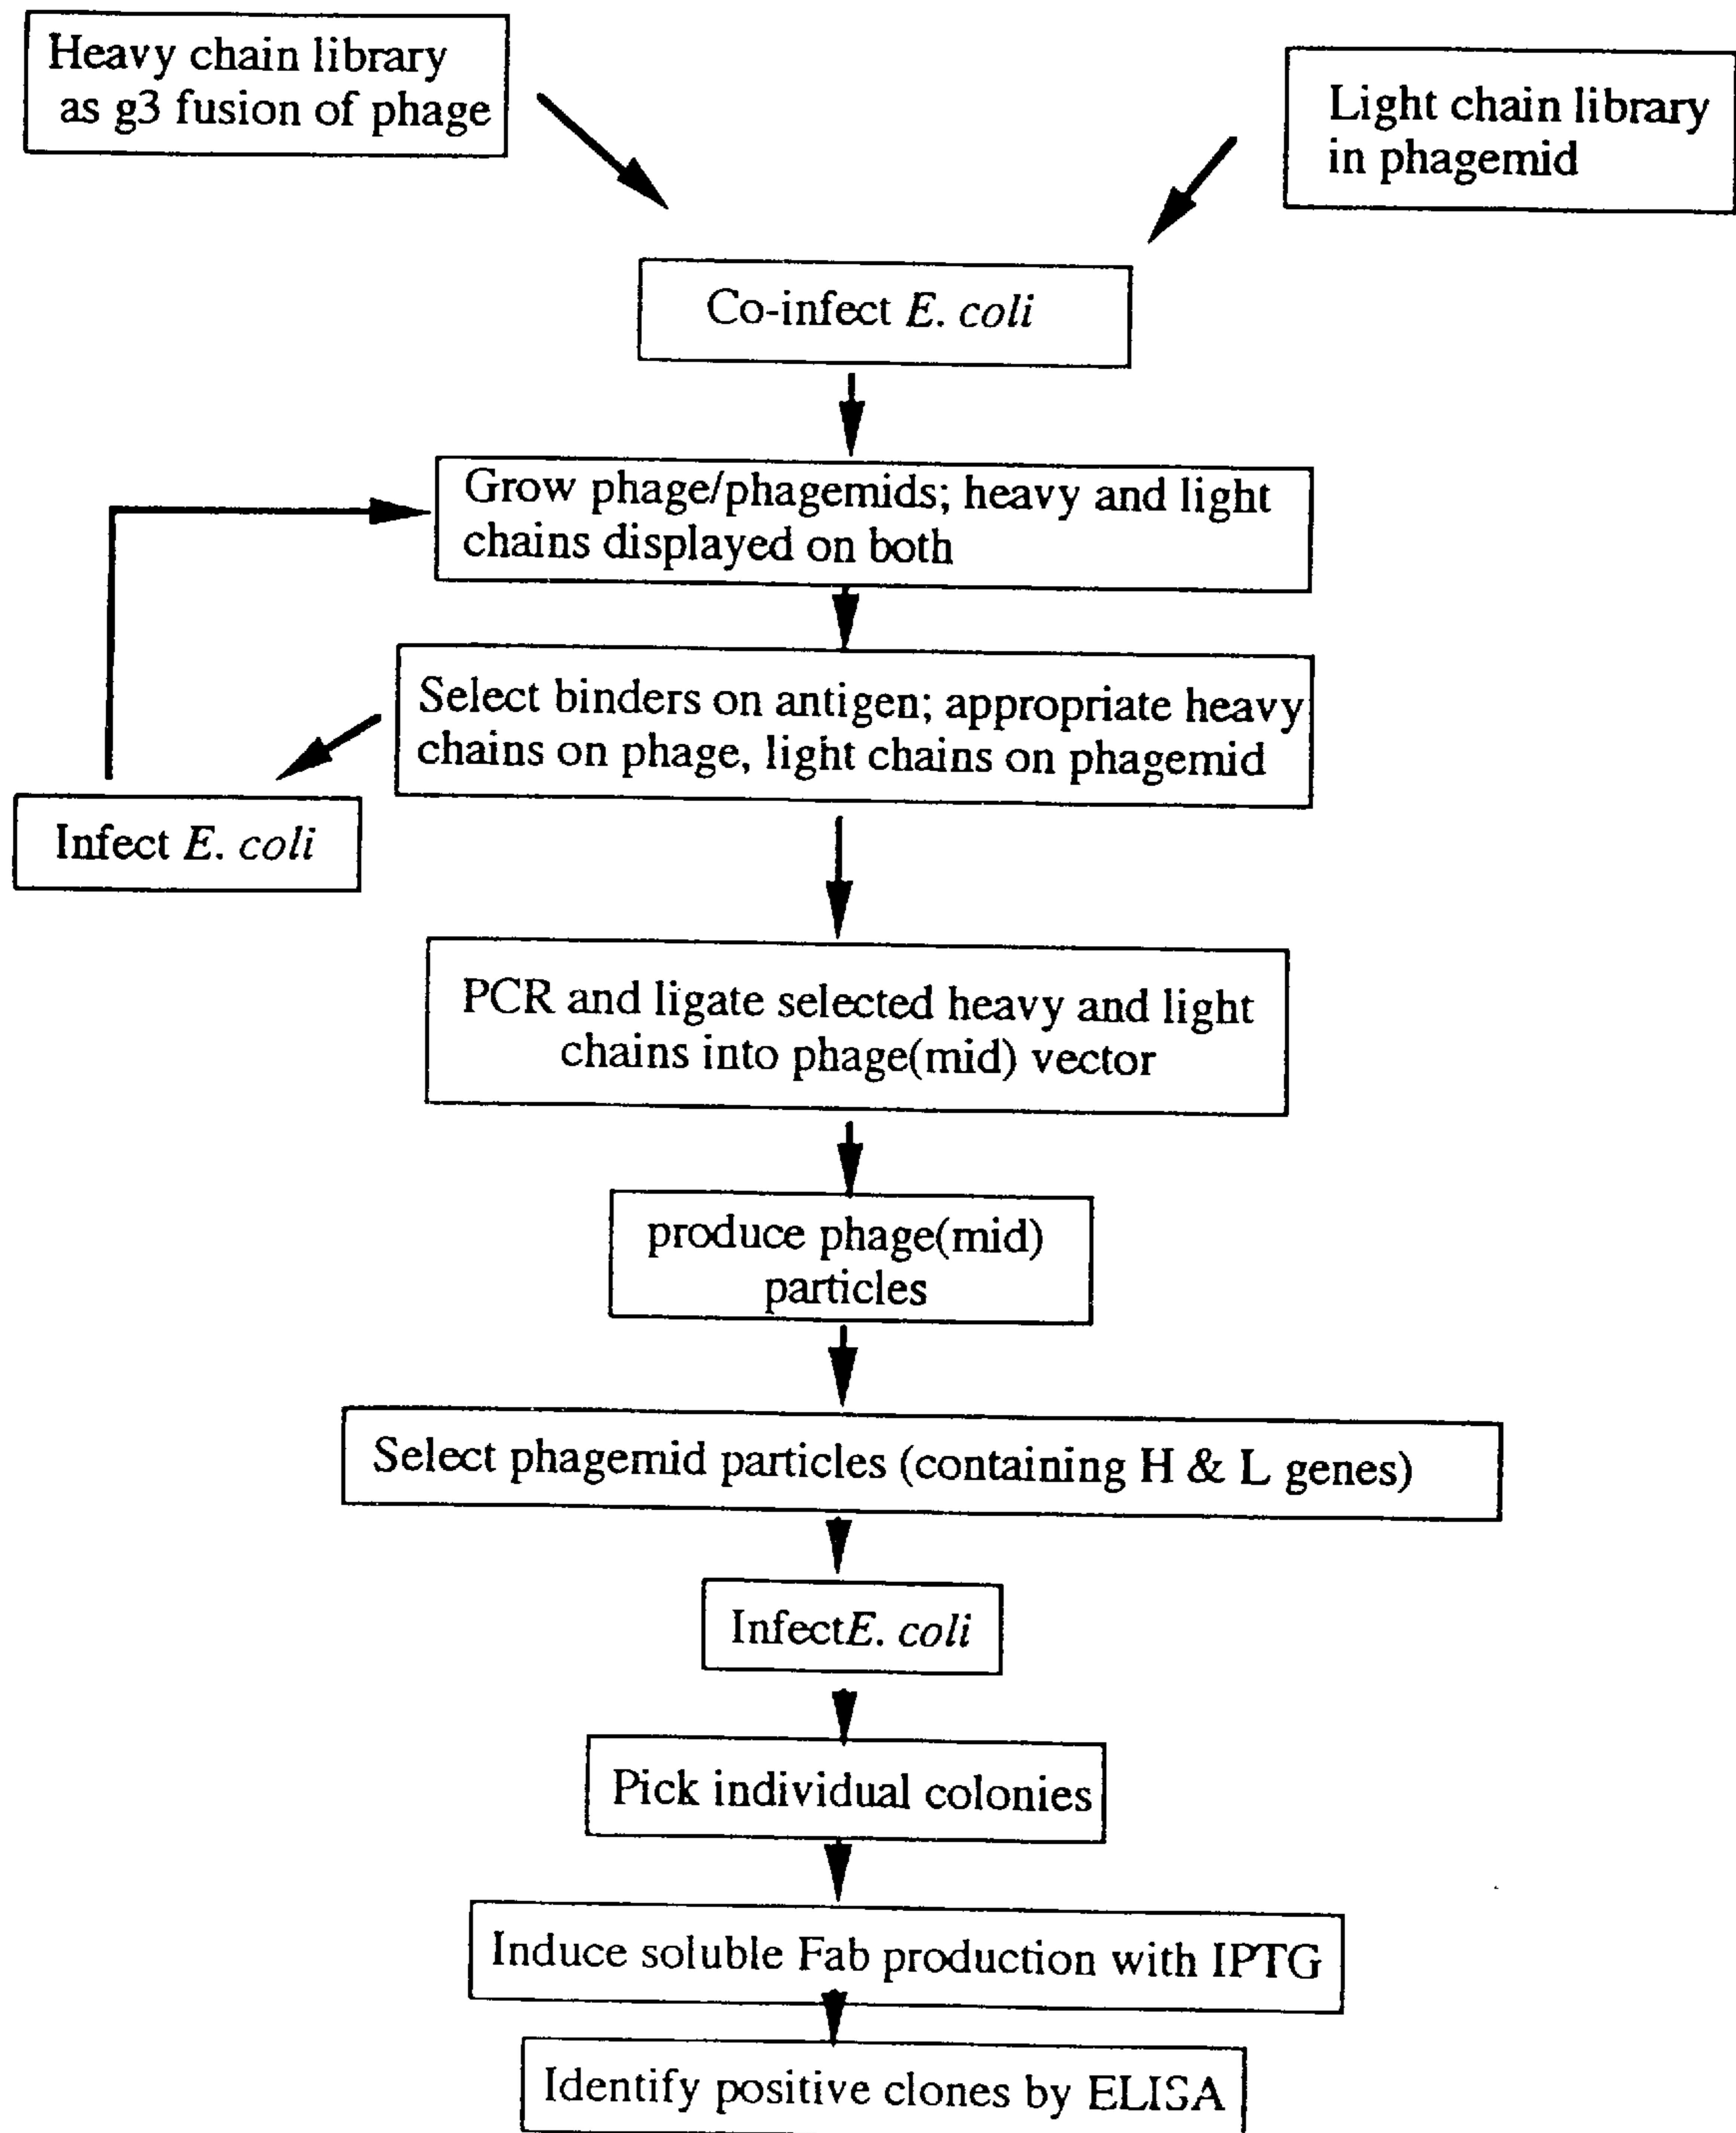 Heavy chain library
as g3 fusion of phage
Light chain library
in phagemid
Co-infect E. coli
Grow phage/phagemids; heavy and light
chains displayed on both
Select binders on antigen; appropriate heavy
chains on phage, light chains on phagemid
Infect E. coli
PCR and ligate selected heavy and light
chains into phage(mid) vector
produce phage(mid)
particles
Select phagemid particles (containing H & L genes)
InfectE. coli
Pick individual colonies
Induce soluble Fab production with IPTG
Identify positive clones by ELISA